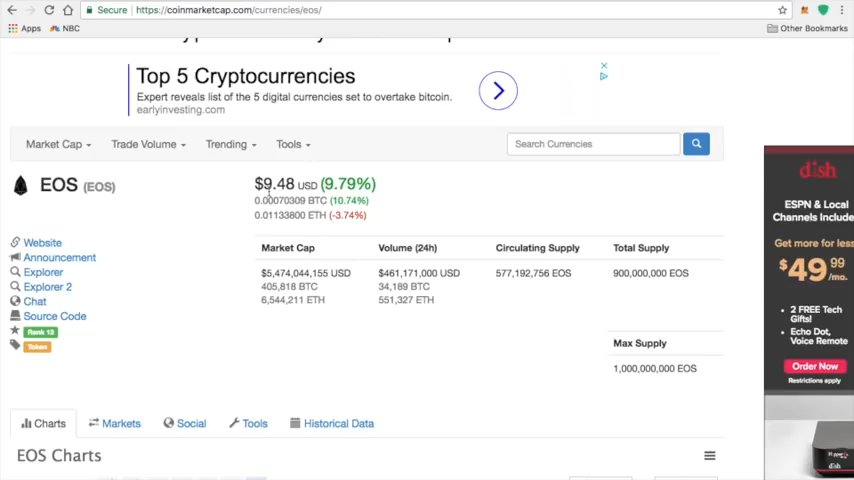 Secure https://coinmarketcap.com/currencies/eos/
Apps NBC Other Bookmarks
Top 5 Cryptocurrencies
Expert reveals list of the 5 digital currencies set to overtake bitcoin.
earlyinvesting.com
Market Cap Trade Volume Trending Tools Search Currencies
EOS (EOS)
$9.48 USD (9.79%)
0.00070309 BTC (10.74%)
0.01133800 ETH (-3.74%)
Website
Announcement
Explorer
Explorer 2
Chat
Source Code
Rank 13
Token
Market Cap Volume (24h) Circulating Supply Total Supply
$5,474,044,155 USD $461,171,000 USD 577,192,756 EOS 900,000,000 EOS
405,818 BTC 34,189 BTC
6,544,211 ETH 551,327 ETH
Max Supply
1,000,000,000 EOS
Charts Markets Social Tools Historical Data
EOS Charts
dish
ESPN & Local
Channels Include
Get more for less
$49.99
/mo.
• 2 FREE Tech
Gifts!
• Echo Dot,
Voice Remote
Order Now
Restrictions apply
dish